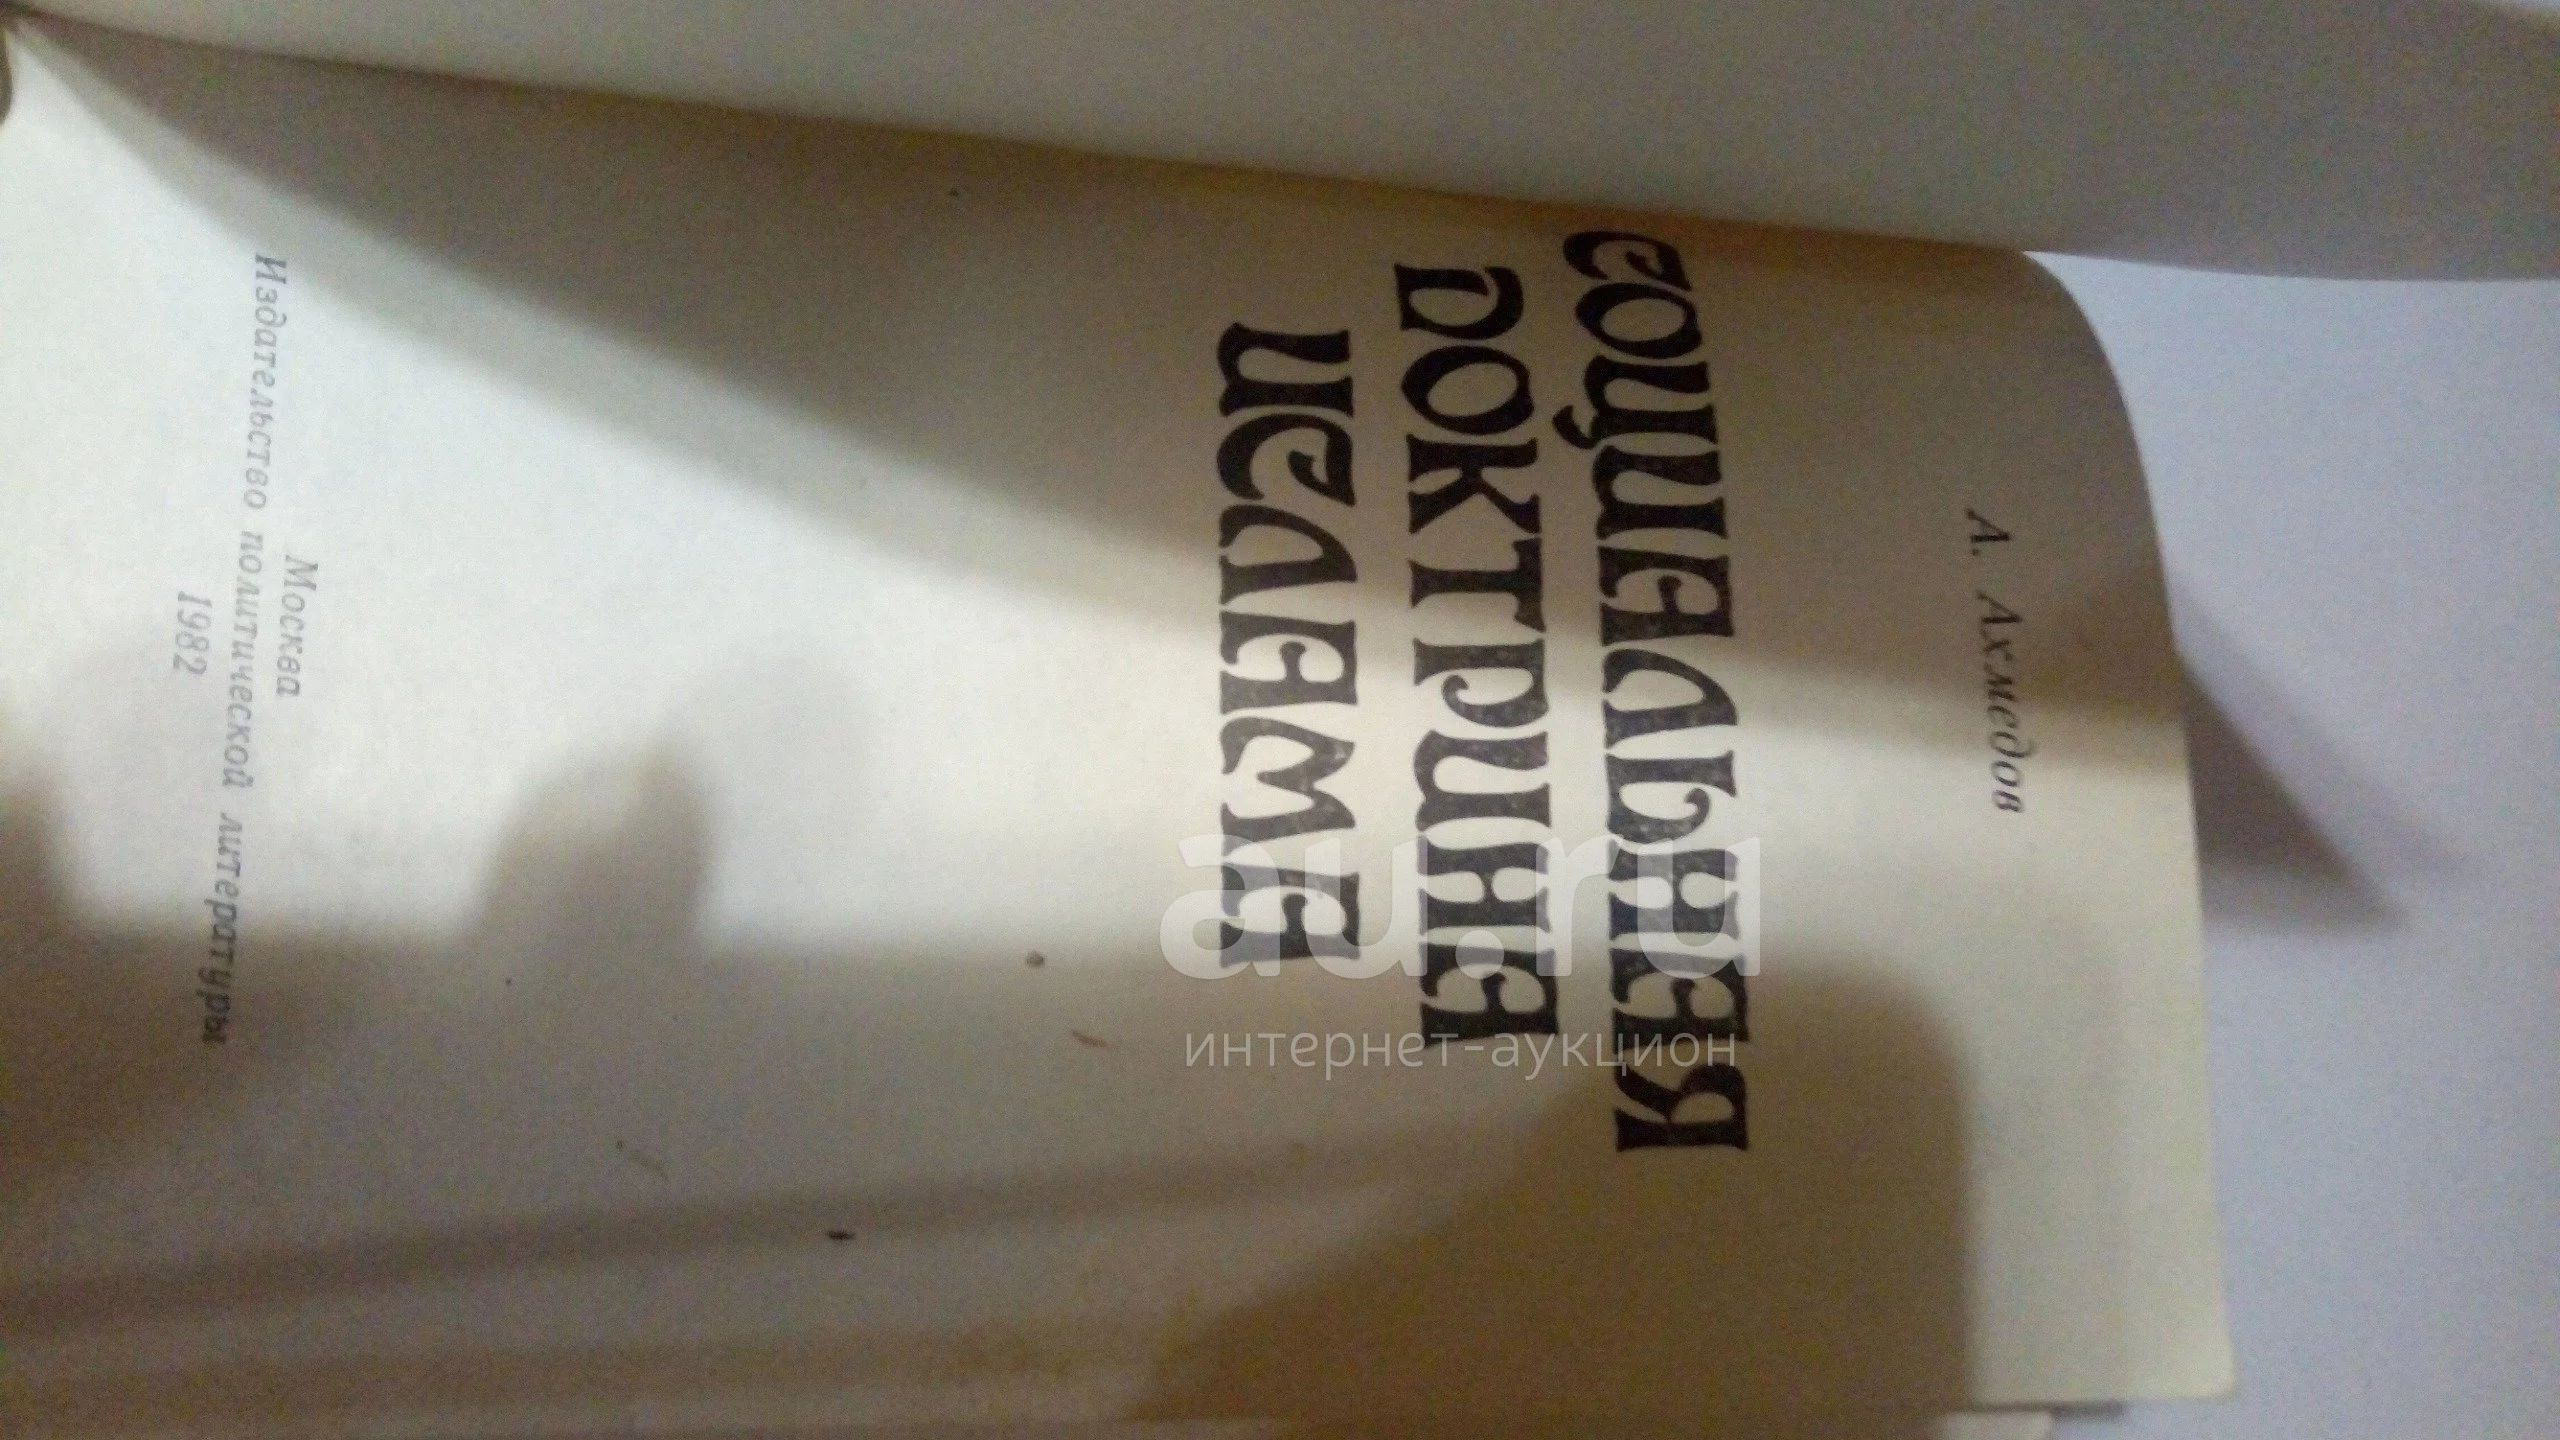 А. Ахмедов
СОЦИАЛЬНАЯ
ДОКТРИНА
ИСЛАМА
Москва
Издательство политической литературы
1982
au.ru
интернет-аукцион